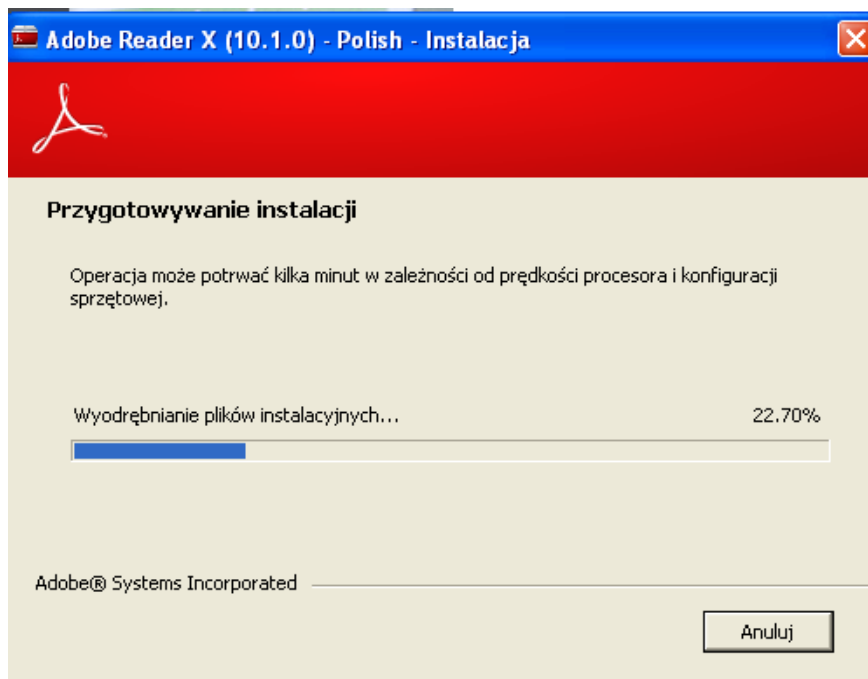 Adobe Reader X (10.1.0) - Polish - Instalacja
Przygotowywanie instalacji
Operacja może potrwać kilka minut w zależności od prędkości procesora i konfiguracji
sprzętowej.
Wyodrębnianie plików instalacyjnych... 22.70%
Adobe® Systems Incorporated
Anuluj